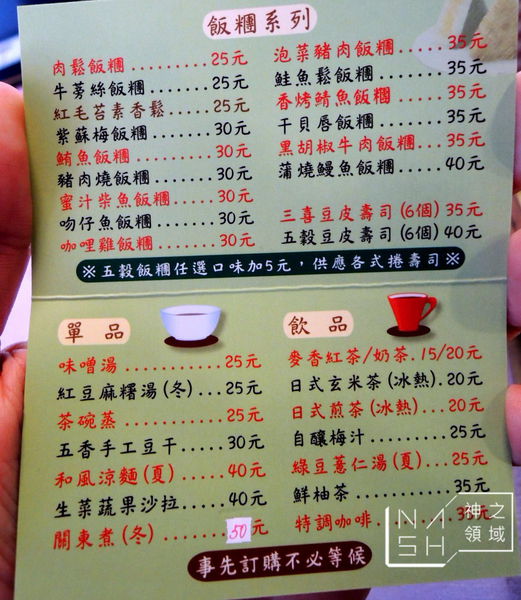 飯糰系列
肉鬆飯糰..........25元
牛蒡絲飯糰........25元
紅毛苔素香鬆......25元
紫蘇梅飯糰........30元
鮪魚飯糰..........30元
豬肉燒飯糰........30元
蜜汁柴魚飯糰......30元
吻仔魚飯糰........30元
咖哩雞飯糰........30元
泡菜豬肉飯糰......35元
鮭魚鬆飯糰........35元
香烤鯖魚飯糰......35元
干貝唇飯糰........35元
黑胡椒牛肉飯糰....35元
蒲燒鰻魚飯糰......40元
三喜豆皮壽司(6個) 35元
五穀豆皮壽司(6個) 40元
※五穀飯糰任選口味加5元，供應各式捲壽司※
單品
味噌湯............25元
紅豆麻糬湯(冬)...25元
茶碗蒸............25元
五香手工豆干.....30元
和風涼麵(夏).....40元
生菜蔬果沙拉.....40元
關東煮(冬)........50元
飲品
麥香紅茶/奶茶.15/20元
日式玄米茶(冰熱).20元
日式煎茶(冰熱)...20元
自釀梅汁..........25元
綠豆薏仁湯(夏)...25元
鮮柚茶............35元
特調咖啡..........35元
事先訂購不必等候
NASH
神之領域